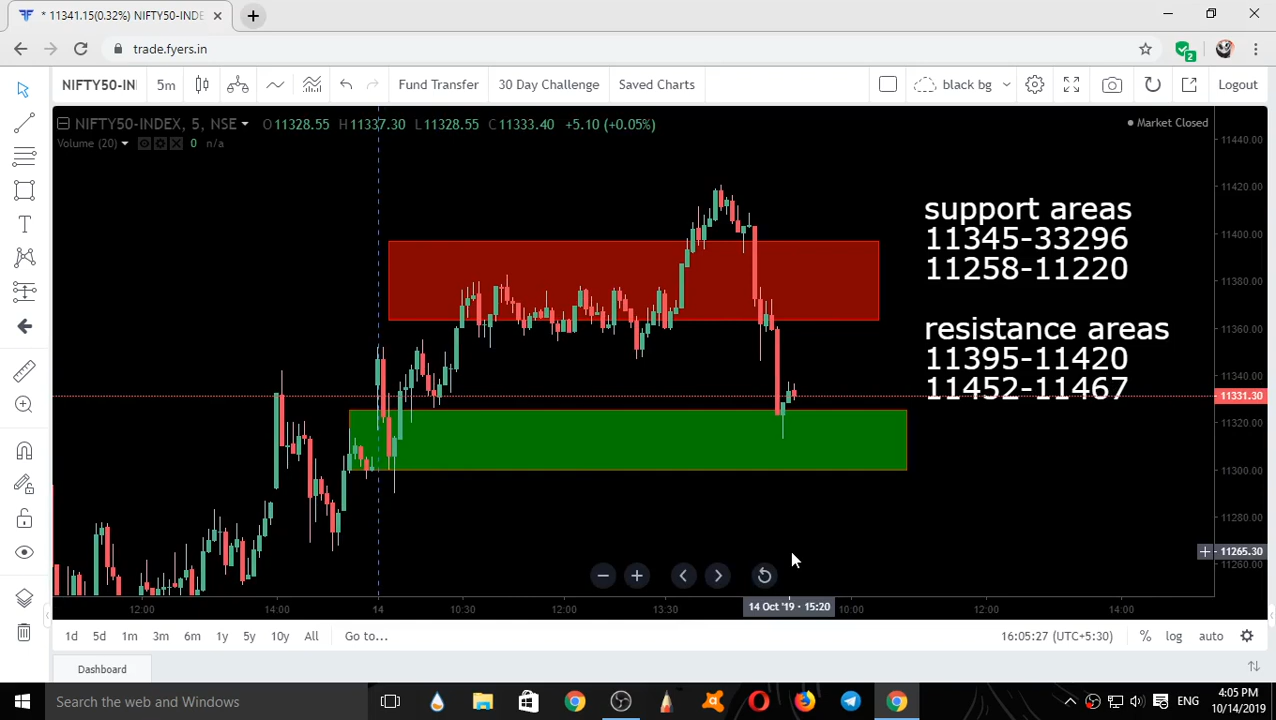 * 11341.15(0.32%) NIFTY50-INDE
trade.fyers.in
2
NIFTY50-IN
5m
Fund Transfer
30 Day Challenge
Saved Charts
black bg
Logout
NIFTY50-INDEX, 5, NSE
O11328.55 H11337.30 L11328.55 C11333.40 +5.10 (+0.05%)
Market Closed
Volume (20)
0 n/a
11440.00
11420.00
11400.00
11380.00
11360.00
11340.00
11331.30
11320.00
11300.00
11280.00
11265.30
11260.00
support areas
11345-33296
11258-11220
resistance areas
11395-11420
11452-11467
12:00
14:00
14
10:30
12:00
13:30
14 Oct '19 · 15:20
10:00
12:00
14:00
1d 5d 1m 3m 6m 1y 5y 10y All Go to...
16:05:27 (UTC+5:30) % log auto
Dashboard
Search the web and Windows
ENG
4:05 PM
10/14/2019